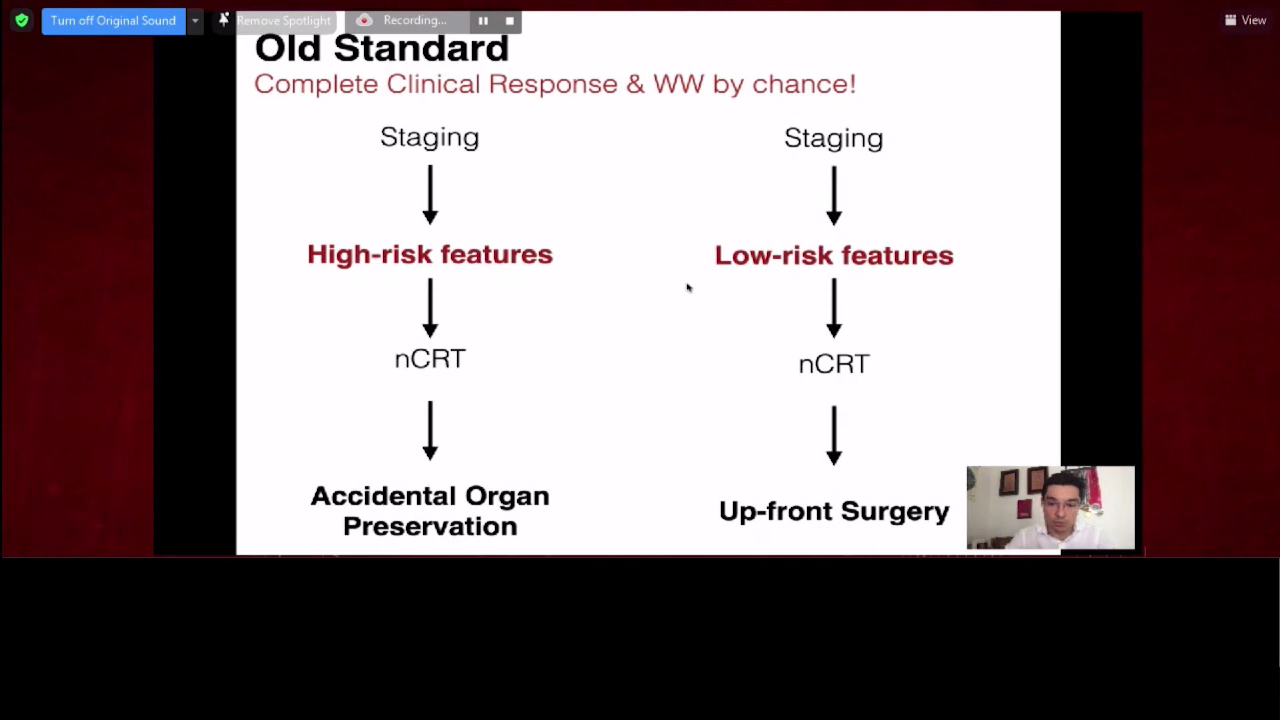 Turn off Original Sound
Remove Spotlight
Recording...
View
Old Standard
Complete Clinical Response & WW by chance!
Staging
High-risk features
nCRT
Accidental Organ
Preservation
Staging
Low-risk features
nCRT
Up-front Surgery